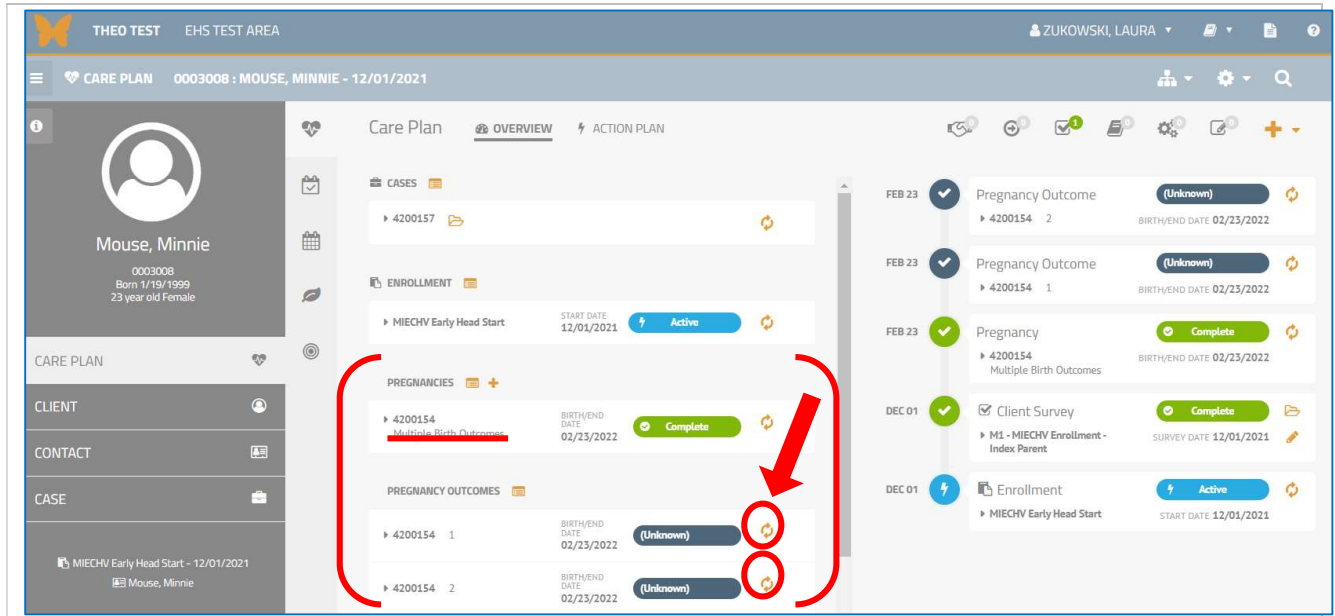 THEO TEST EHS TEST AREA ZUKOWSKI, LAURA
CARE PLAN 0003008 : MOUSE, MINNIE - 12/01/2021
Mouse, Minnie
0003008
Born 1/19/1999
23 year old Female
CARE PLAN
CLIENT
CONTACT
CASE
MIECHV Early Head Start - 12/01/2021
Mouse, Minnie
Care Plan OVERVIEW ACTION PLAN
0 0 1 0 0 0
CASES
4200157
ENROLLMENT
MIECHV Early Head Start START DATE 12/01/2021 Active
PREGNANCIES
4200154 BIRTH/END DATE 02/23/2022 Complete
Multiple Birth Outcomes
PREGNANCY OUTCOMES
4200154 1 BIRTH/END DATE 02/23/2022 (Unknown)
4200154 2 BIRTH/END DATE 02/23/2022 (Unknown)
FEB 23 Pregnancy Outcome (Unknown)
4200154 2 BIRTH/END DATE 02/23/2022
FEB 23 Pregnancy Outcome (Unknown)
4200154 1 BIRTH/END DATE 02/23/2022
FEB 23 Pregnancy Complete
4200154 BIRTH/END DATE 02/23/2022
Multiple Birth Outcomes
DEC 01 Client Survey Complete
M1 - MIECHV Enrollment - SURVEY DATE 12/01/2021
Index Parent
DEC 01 Enrollment Active
MIECHV Early Head Start START DATE 12/01/2021